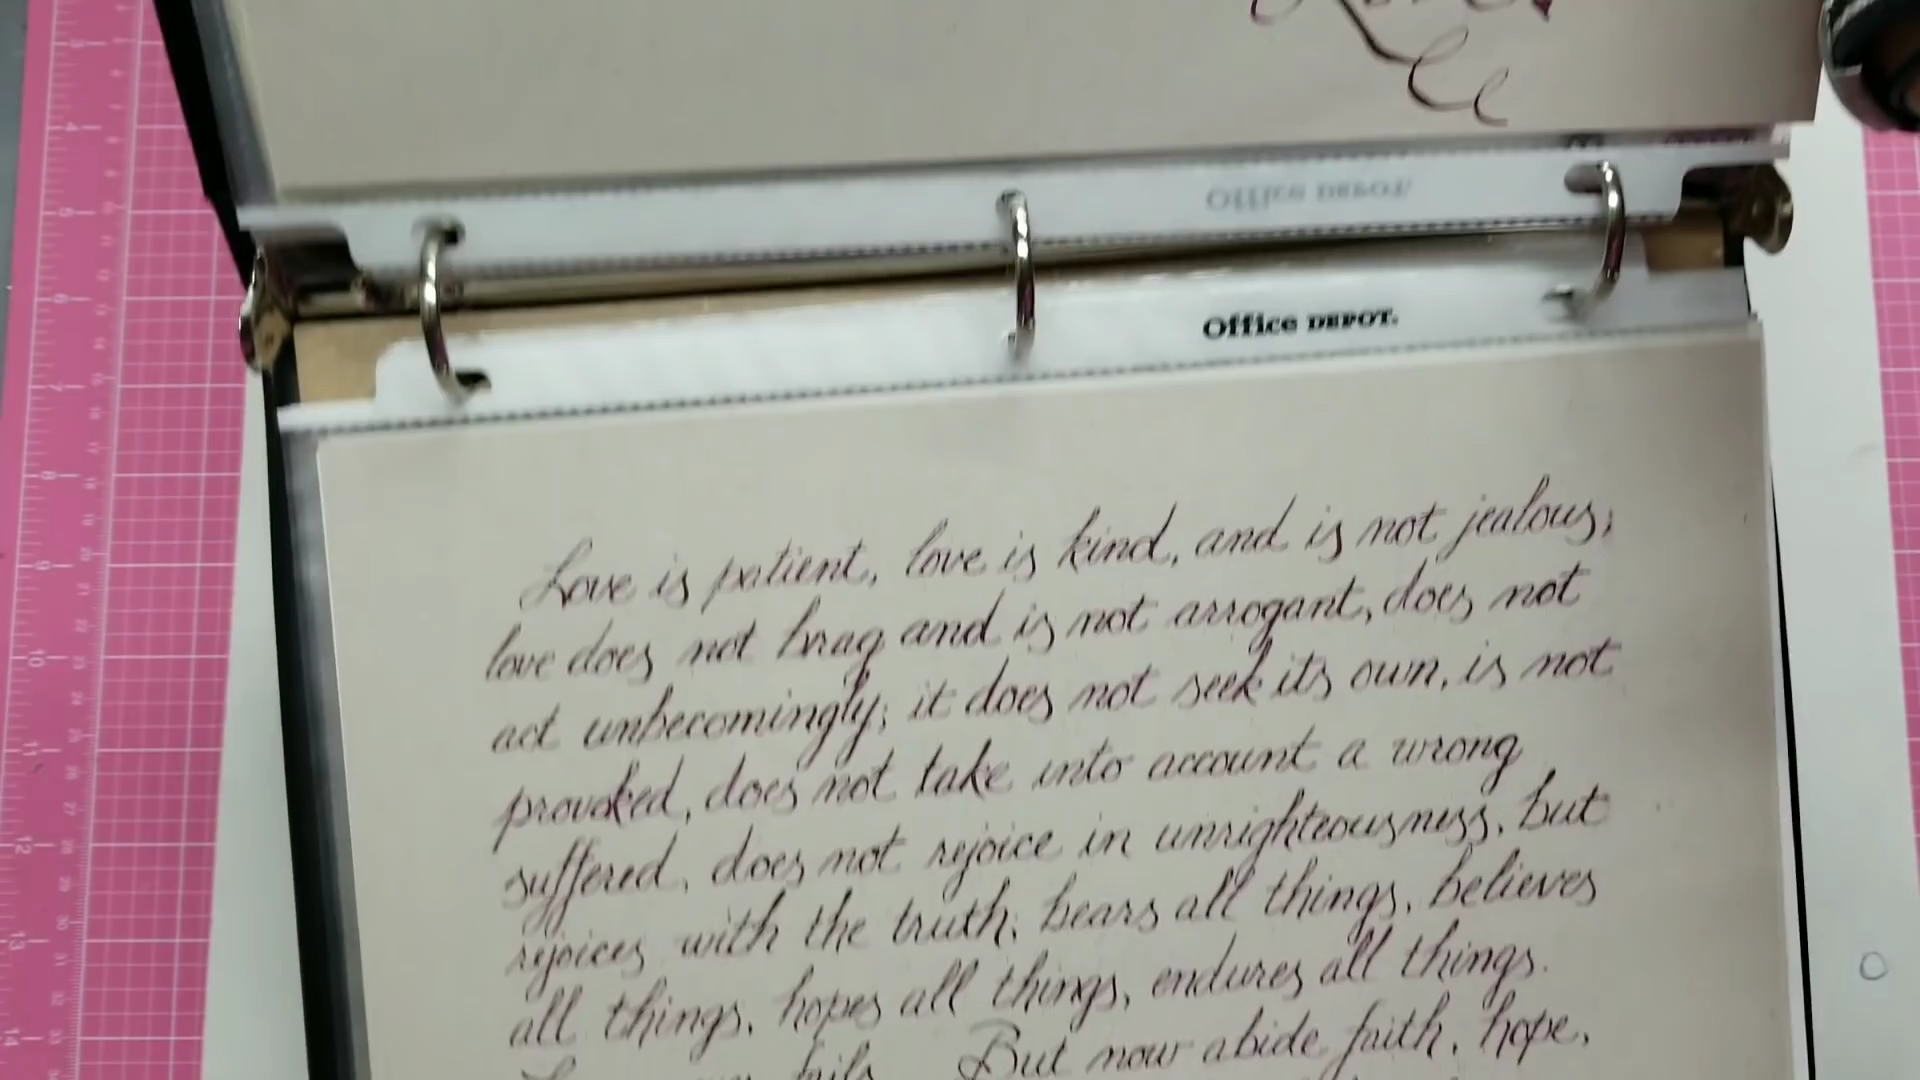 Office DEPOT.
Office DEPOT.
Love is patient, love is kind, and is not jealous;
love does not brag and is not arrogant, does not
act unbecomingly; it does not seek its own, is not
provoked, does not take into account a wrong
suffered, does not rejoice in unrighteousness, but
rejoices with the truth; bears all things, believes
all things, hopes all things, endures all things.
fails. But now abide faith, hope,